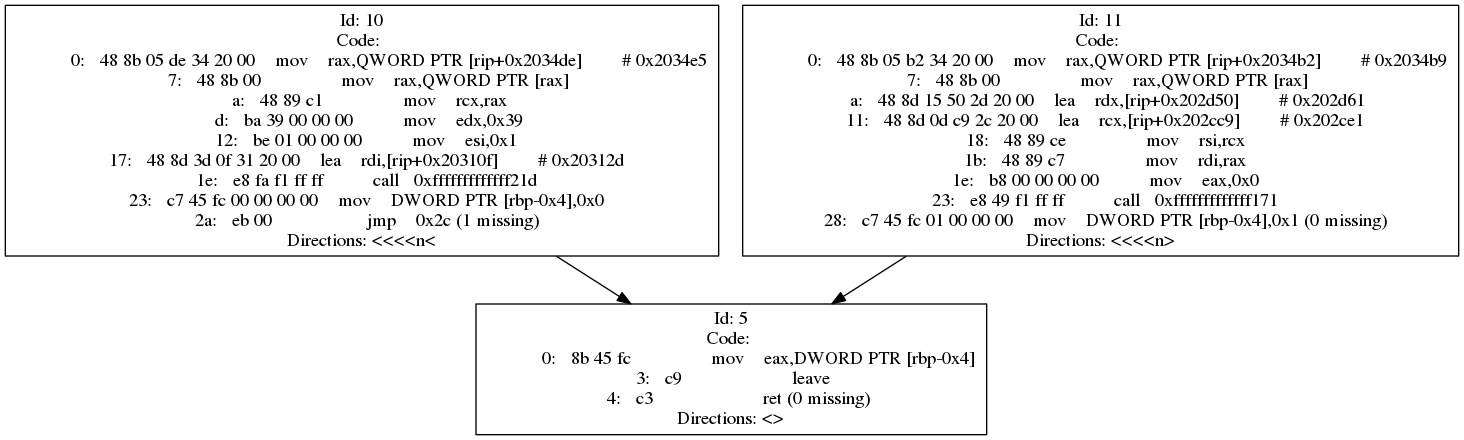 Id: 10
Code:
0: 48 8b 05 de 34 20 00 mov rax,QWORD PTR [rip+0x2034de] # 0x2034e5
7: 48 8b 00 mov rax,QWORD PTR [rax]
a: 48 89 c1 mov rcx,rax
d: ba 39 00 00 00 mov edx,0x39
12: be 01 00 00 00 mov esi,0x1
17: 48 8d 3d 0f 31 20 00 lea rdi,[rip+0x20310f] # 0x20312d
1e: e8 fa f1 ff ff call 0xfffffffffffff21d
23: c7 45 fc 00 00 00 00 mov DWORD PTR [rbp-0x4],0x0
2a: eb 00 jmp 0x2c (1 missing)
Directions: <<<<n<
Id: 11
Code:
0: 48 8b 05 b2 34 20 00 mov rax,QWORD PTR [rip+0x2034b2] # 0x2034b9
7: 48 8b 00 mov rax,QWORD PTR [rax]
a: 48 8d 15 50 2d 20 00 lea rdx,[rip+0x202d50] # 0x202d61
11: 48 8d 0d c9 2c 20 00 lea rcx,[rip+0x202cc9] # 0x202ce1
18: 48 89 ce mov rsi,rcx
1b: 48 89 c7 mov rdi,rax
1e: b8 00 00 00 00 mov eax,0x0
23: e8 49 f1 ff ff call 0xfffffffffffff171
28: c7 45 fc 01 00 00 00 mov DWORD PTR [rbp-0x4],0x1 (0 missing)
Directions: <<<<n>
Id: 5
Code:
0: 8b 45 fc mov eax,DWORD PTR [rbp-0x4]
3: c9 leave
4: c3 ret (0 missing)
Directions: <>